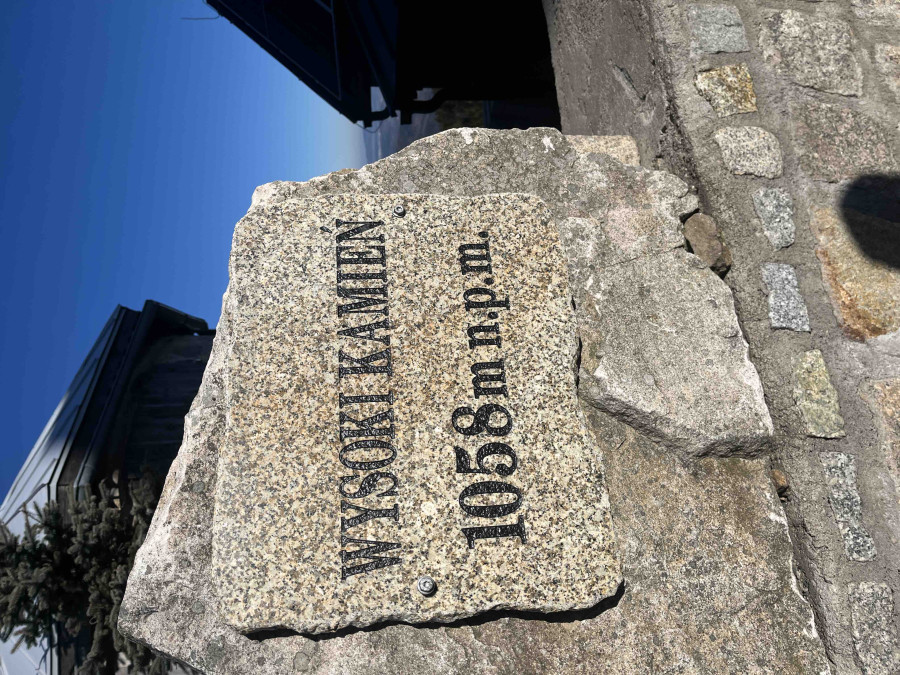 WYSOKI KAMIEŃ
1058 m n.p.m.